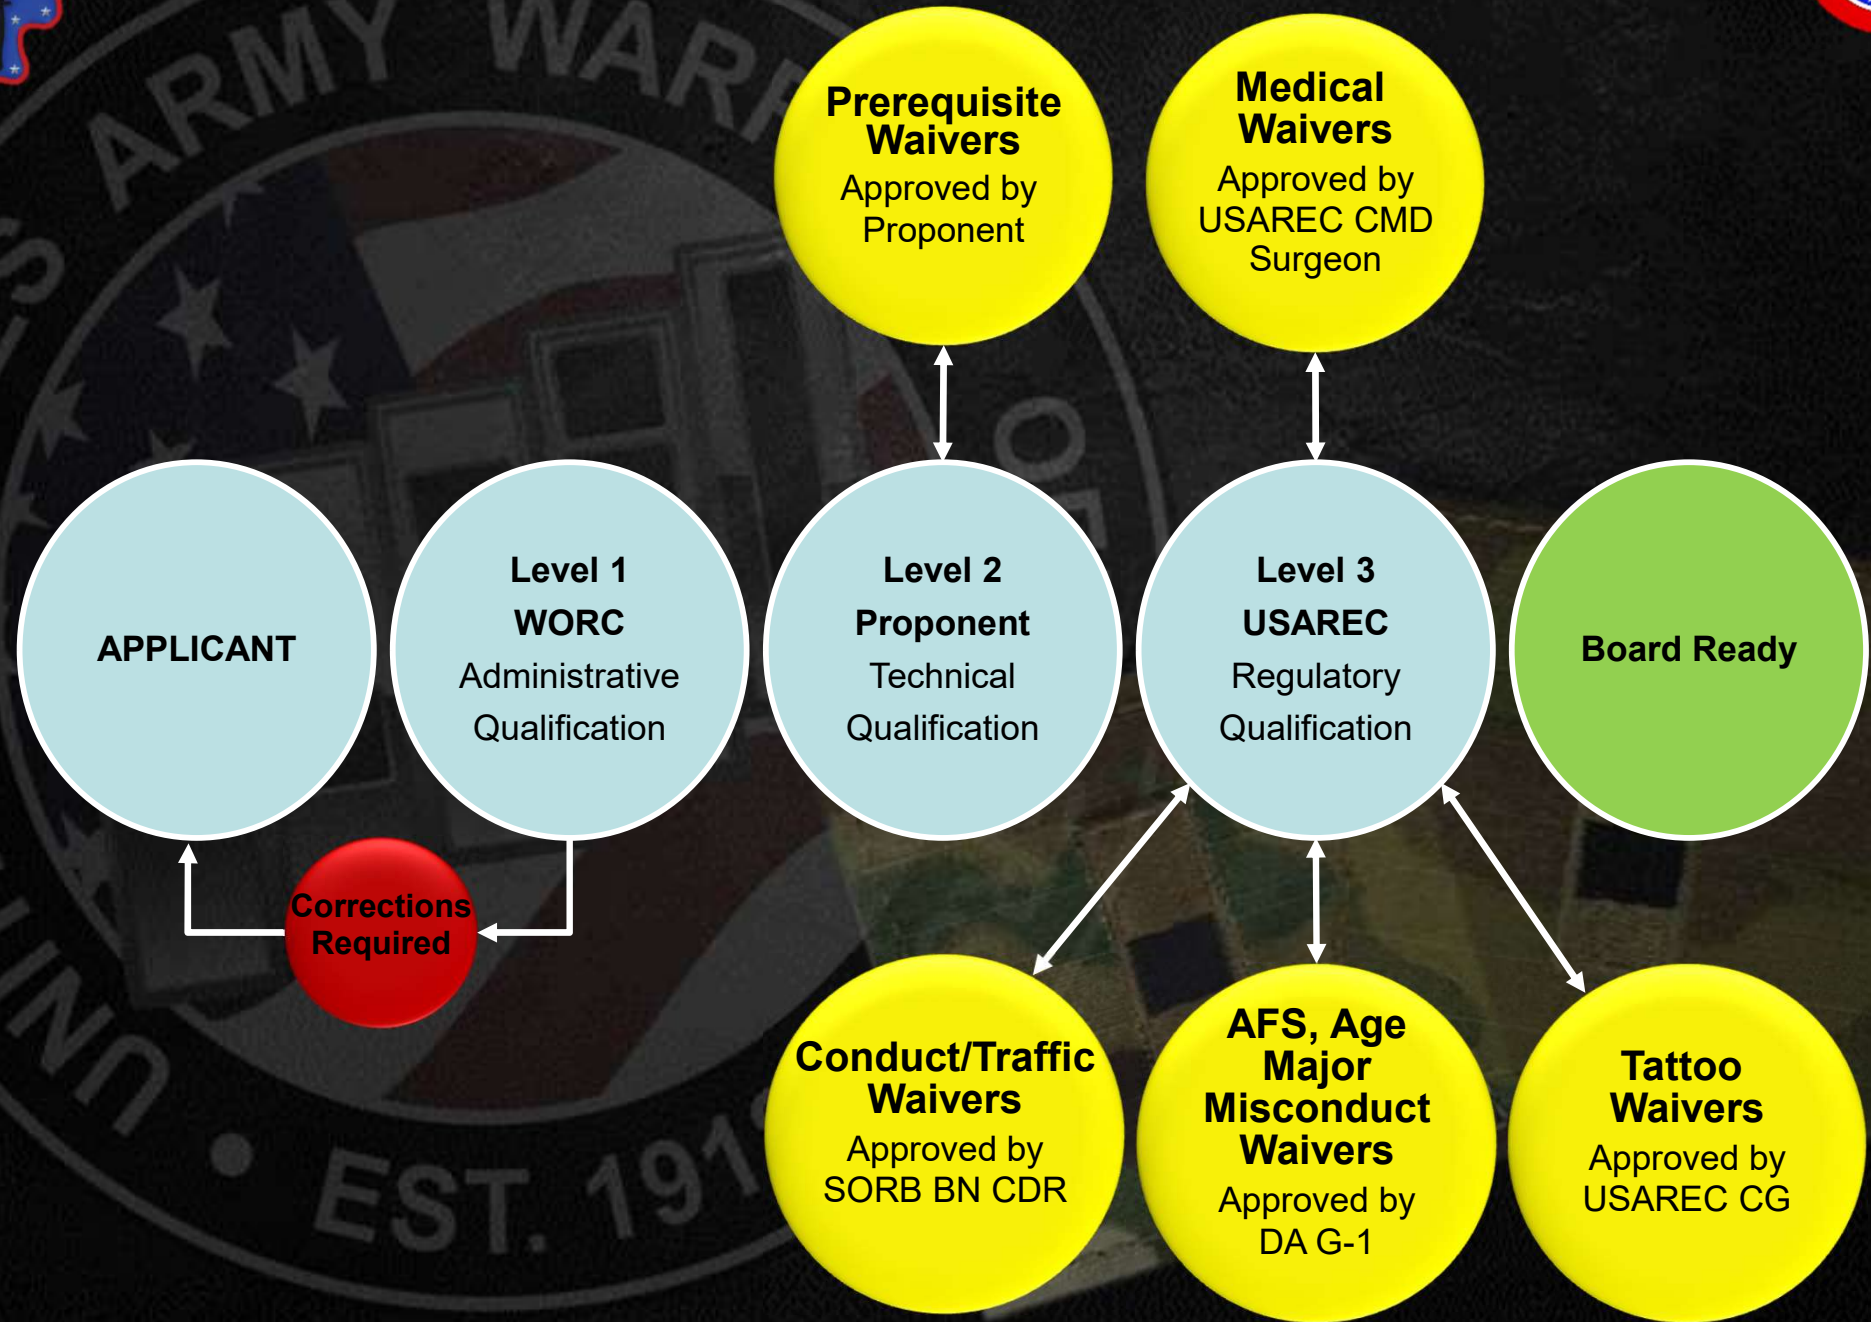 ARMY WARR
UNI
• EST. 191
Prerequisite
Waivers
Approved by
Proponent
Medical
Waivers
Approved by
USAREC CMD
Surgeon
APPLICANT
Level 1
WORC
Administrative
Qualification
Level 2
Proponent
Technical
Qualification
Level 3
USAREC
Regulatory
Qualification
Board Ready
Corrections
Required
Conduct/Traffic
Waivers
Approved by
SORB BN CDR
AFS, Age
Major
Misconduct
Waivers
Approved by
DA G-1
Tattoo
Waivers
Approved by
USAREC CG